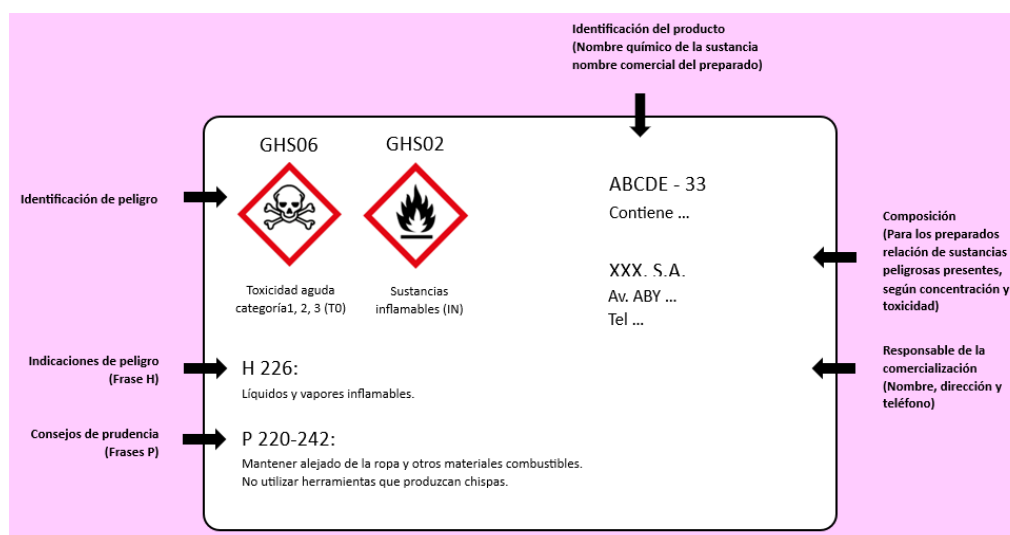 Identificación del producto
(Nombre químico de la sustancia
nombre comercial del preparado)
GHS06
GHS02
Identificación de peligro
ABCDE - 33
Contiene ...
Composición
(Para los preparados
relación de sustancias
peligrosas presentes,
según concentración y
toxicidad)
XXX. S.A.
Av. ABY ...
Tel ...
Toxicidad aguda
categoría1, 2, 3 (T0)
Sustancias
inflamables (IN)
Indicaciones de peligro
(Frase H)
H 226:
Líquidos y vapores inflamables.
Responsable de la
comercialización
(Nombre, dirección y
teléfono)
Consejos de prudencia
(Frases P)
P 220-242:
Mantener alejado de la ropa y otros materiales combustibles.
No utilizar herramientas que produzcan chispas.